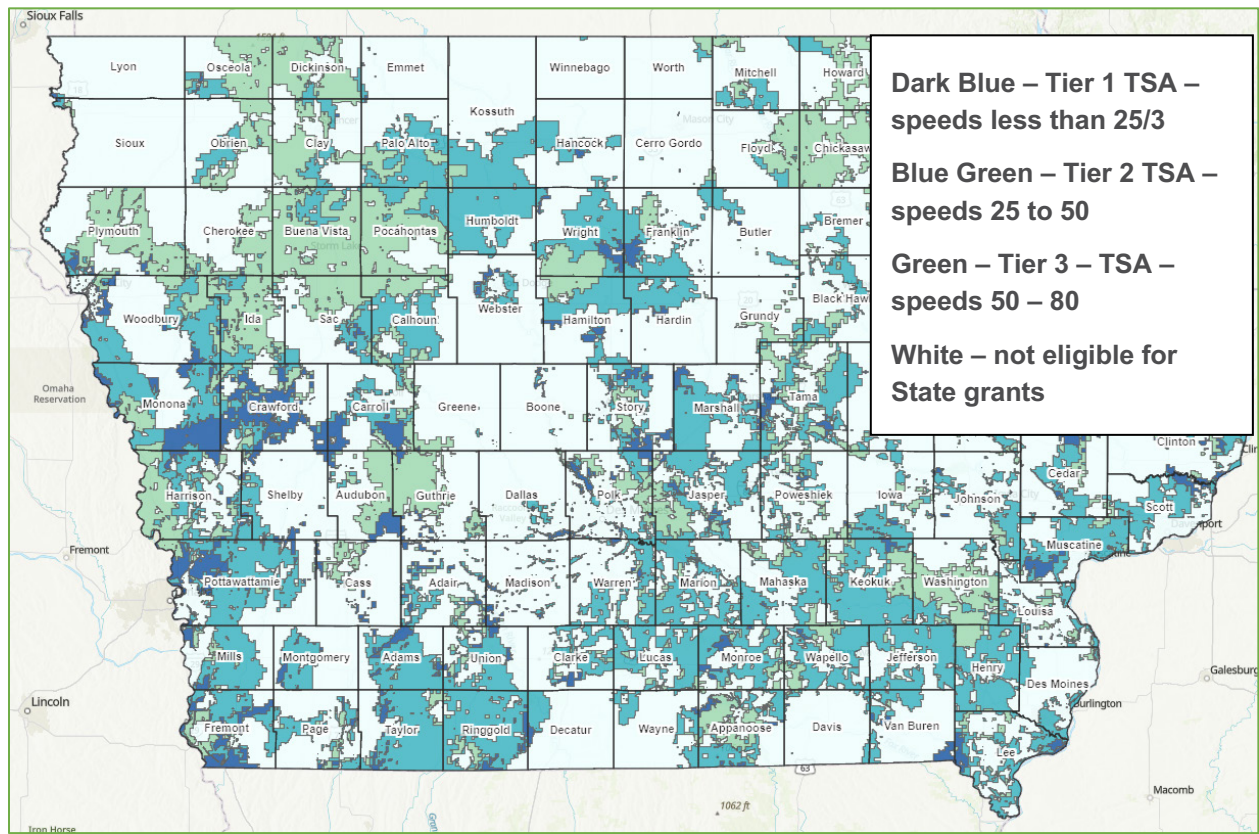 Sioux Falls
Lyon
Osceola
Dickinson
Emmet
Winnebago
Worth
Mitchell
Howard
Kossuth
Sioux
Obrien
Clay
Palo Alto
Hancock
Cerro Gordo
Floyd
Chickasaw
Mason City
Plymouth
Cherokee
Buena Vista
Storm Lake
Pocahontas
Humboldt
Wright
Franklin
Butler
Bremer
Woodbury
Ida
Sac
Calhoun
Webster
Hamilton
Hardin
Grundy
Black Haw
Omaha
Reservation
Monona
Crawford
Carroll
Greene
Boone
Story
Marshall
Tama
Clinton
Harrison
Shelby
Audubon
Guthrie
Dallas
Polk
Jasper
Poweshiek
Iowa
Johnson
Cedar
Scott
Muscatine
Fremont
Pottawattamie
Cass
Adair
Madison
Warren
Marion
Mahaska
Keokuk
Washington
Louisa
Mills
Montgomery
Adams
Union
Clarke
Lucas
Monroe
Wapello
Jefferson
Henry
Des Moines
Galesburg
Burlington
Lincoln
Fremont
Page
Taylor
Ringgold
Decatur
Wayne
Appanoose
Davis
Van Buren
Lee
63
1062 ft
Macomb
Iron Horse
Dark Blue – Tier 1 TSA –
speeds less than 25/3
Blue Green – Tier 2 TSA –
speeds 25 to 50
Green – Tier 3 – TSA –
speeds 50 – 80
White – not eligible for
State grants